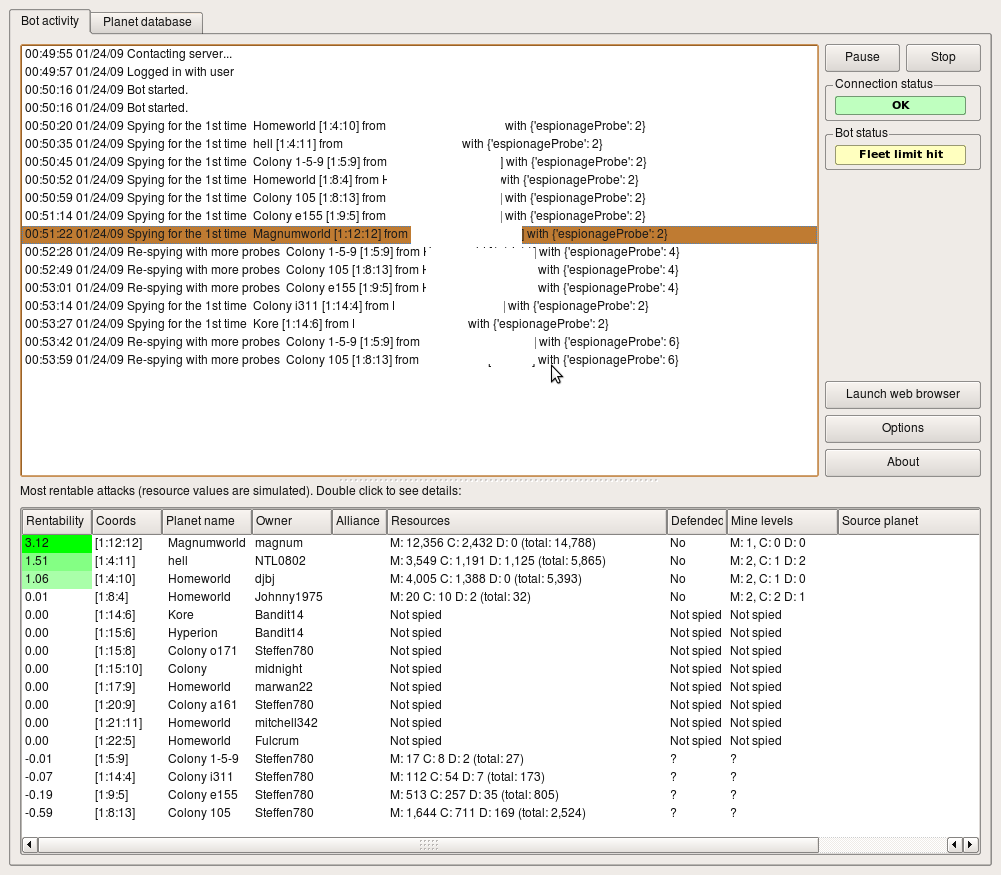 Bot activity Planet database
00:49:55 01/24/09 Contacting server...
00:49:57 01/24/09 Logged in with user
00:50:16 01/24/09 Bot started.
00:50:16 01/24/09 Bot started.
00:50:20 01/24/09 Spying for the 1st time Homeworld [1:4:10] from with {'espionageProbe': 2}
00:50:35 01/24/09 Spying for the 1st time hell [1:4:11] from with {'espionageProbe': 2}
00:50:45 01/24/09 Spying for the 1st time Colony 1-5-9 [1:5:9] from ] with {'espionageProbe': 2}
00:50:52 01/24/09 Spying for the 1st time Homeworld [1:8:4] from with {'espionageProbe': 2}
00:50:59 01/24/09 Spying for the 1st time Colony 105 [1:8:13] from with {'espionageProbe': 2}
00:51:14 01/24/09 Spying for the 1st time Colony e155 [1:9:5] from with {'espionageProbe': 2}
00:51:22 01/24/09 Spying for the 1st time Magnumworld [1:12:12] from with {'espionageProbe': 2}
00:52:28 01/24/09 Re-spying with more probes Colony 1-5-9 [1:5:9] from ] with {'espionageProbe': 4}
00:52:49 01/24/09 Re-spying with more probes Colony 105 [1:8:13] from with {'espionageProbe': 4}
00:53:01 01/24/09 Re-spying with more probes Colony e155 [1:9:5] from with {'espionageProbe': 4}
00:53:14 01/24/09 Spying for the 1st time Colony i311 [1:14:4] from with {'espionageProbe': 2}
00:53:27 01/24/09 Spying for the 1st time Kore [1:14:6] from with {'espionageProbe': 2}
00:53:42 01/24/09 Re-spying with more probes Colony 1-5-9 [1:5:9] from with {'espionageProbe': 6}
00:53:59 01/24/09 Re-spying with more probes Colony 105 [1:8:13] from with {'espionageProbe': 6}
Pause Stop
Connection status
OK
Bot status
Fleet limit hit
Launch web browser
Options
About
Most rentable attacks (resource values are simulated). Double click to see details:
Rentability Coords Planet name Owner Alliance Resources Defended Mine levels Source planet
3.12 [1:12:12] Magnumworld magnum M: 12,356 C: 2,432 D: 0 (total: 14,788) No M: 1, C: 0 D: 0
1.51 [1:4:11] hell NTL0802 M: 3,549 C: 1,191 D: 1,125 (total: 5,865) No M: 2, C: 1 D: 2
1.06 [1:4:10] Homeworld djbj M: 4,005 C: 1,388 D: 0 (total: 5,393) No M: 2, C: 1 D: 0
0.01 [1:8:4] Homeworld Johnny1975 M: 20 C: 10 D: 2 (total: 32) No M: 2, C: 2 D: 1
0.00 [1:14:6] Kore Bandit14 Not spied Not spied Not spied
0.00 [1:15:6] Hyperion Bandit14 Not spied Not spied Not spied
0.00 [1:15:8] Colony o171 Steffen780 Not spied Not spied Not spied
0.00 [1:15:10] Colony midnight Not spied Not spied Not spied
0.00 [1:17:9] Homeworld marwan22 Not spied Not spied Not spied
0.00 [1:20:9] Colony a161 Steffen780 Not spied Not spied Not spied
0.00 [1:21:11] Homeworld mitchell342 Not spied Not spied Not spied
0.00 [1:22:5] Homeworld Fulcrum Not spied Not spied Not spied
-0.01 [1:5:9] Colony 1-5-9 Steffen780 M: 17 C: 8 D: 2 (total: 27) ? ?
-0.07 [1:14:4] Colony i311 Steffen780 M: 112 C: 54 D: 7 (total: 173) ? ?
-0.19 [1:9:5] Colony e155 Steffen780 M: 513 C: 257 D: 35 (total: 805) ? ?
-0.59 [1:8:13] Colony 105 Steffen780 M: 1,644 C: 711 D: 169 (total: 2,524) ? ?